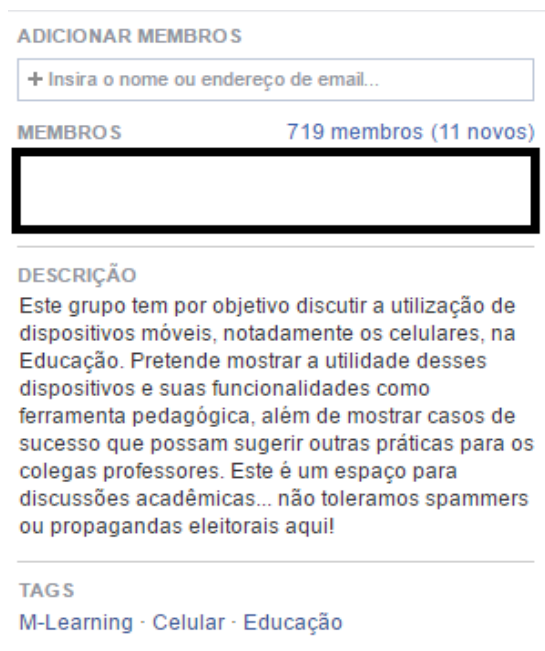 ADICIONAR MEMBROS
+ Insira o nome ou endereço de email...
MEMBROS 719 membros (11 novos)
DESCRIÇÃO
Este grupo tem por objetivo discutir a utilização de
dispositivos móveis, notadamente os celulares, na
Educação. Pretende mostrar a utilidade desses
dispositivos e suas funcionalidades como
ferramenta pedagógica, além de mostrar casos de
sucesso que possam sugerir outras práticas para os
colegas professores. Este é um espaço para
discussões acadêmicas... não toleramos spammers
ou propagandas eleitorais aqui!
TAGS
M-Learning · Celular · Educação